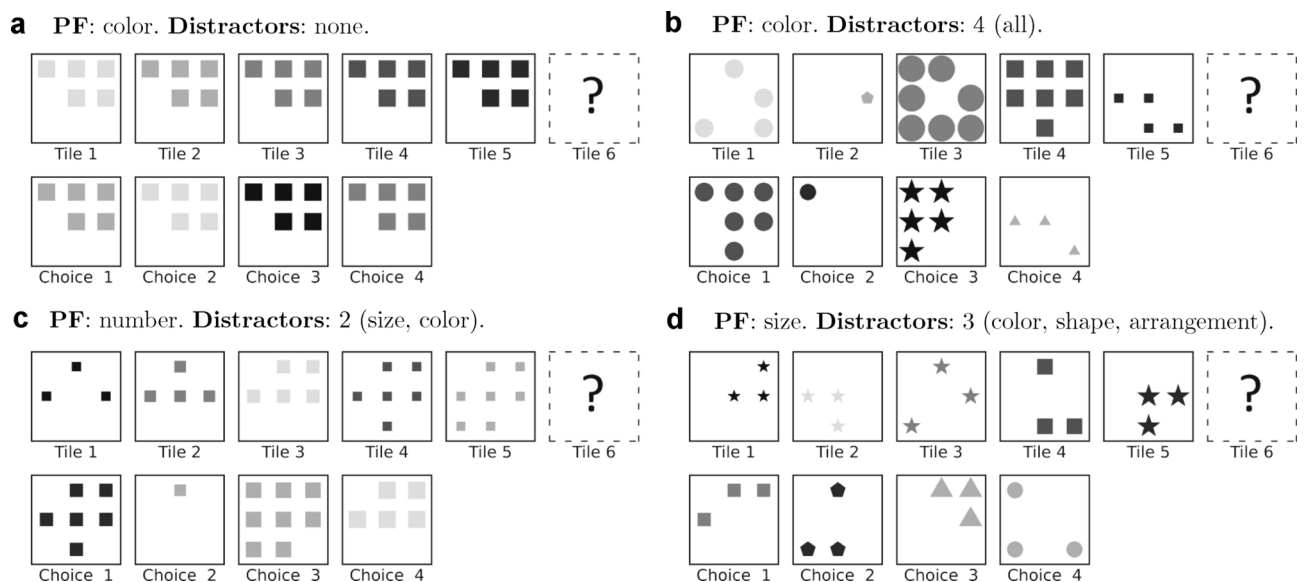 a PF: color. Distractors: none.
?
Tile 1 Tile 2 Tile 3 Tile 4 Tile 5 Tile 6
Choice 1 Choice 2 Choice 3 Choice 4
b PF: color. Distractors: 4 (all).
?
Tile 1 Tile 2 Tile 3 Tile 4 Tile 5 Tile 6
Choice 1 Choice 2 Choice 3 Choice 4
c PF: number. Distractors: 2 (size, color).
?
Tile 1 Tile 2 Tile 3 Tile 4 Tile 5 Tile 6
Choice 1 Choice 2 Choice 3 Choice 4
d PF: size. Distractors: 3 (color, shape, arrangement).
?
Tile 1 Tile 2 Tile 3 Tile 4 Tile 5 Tile 6
Choice 1 Choice 2 Choice 3 Choice 4